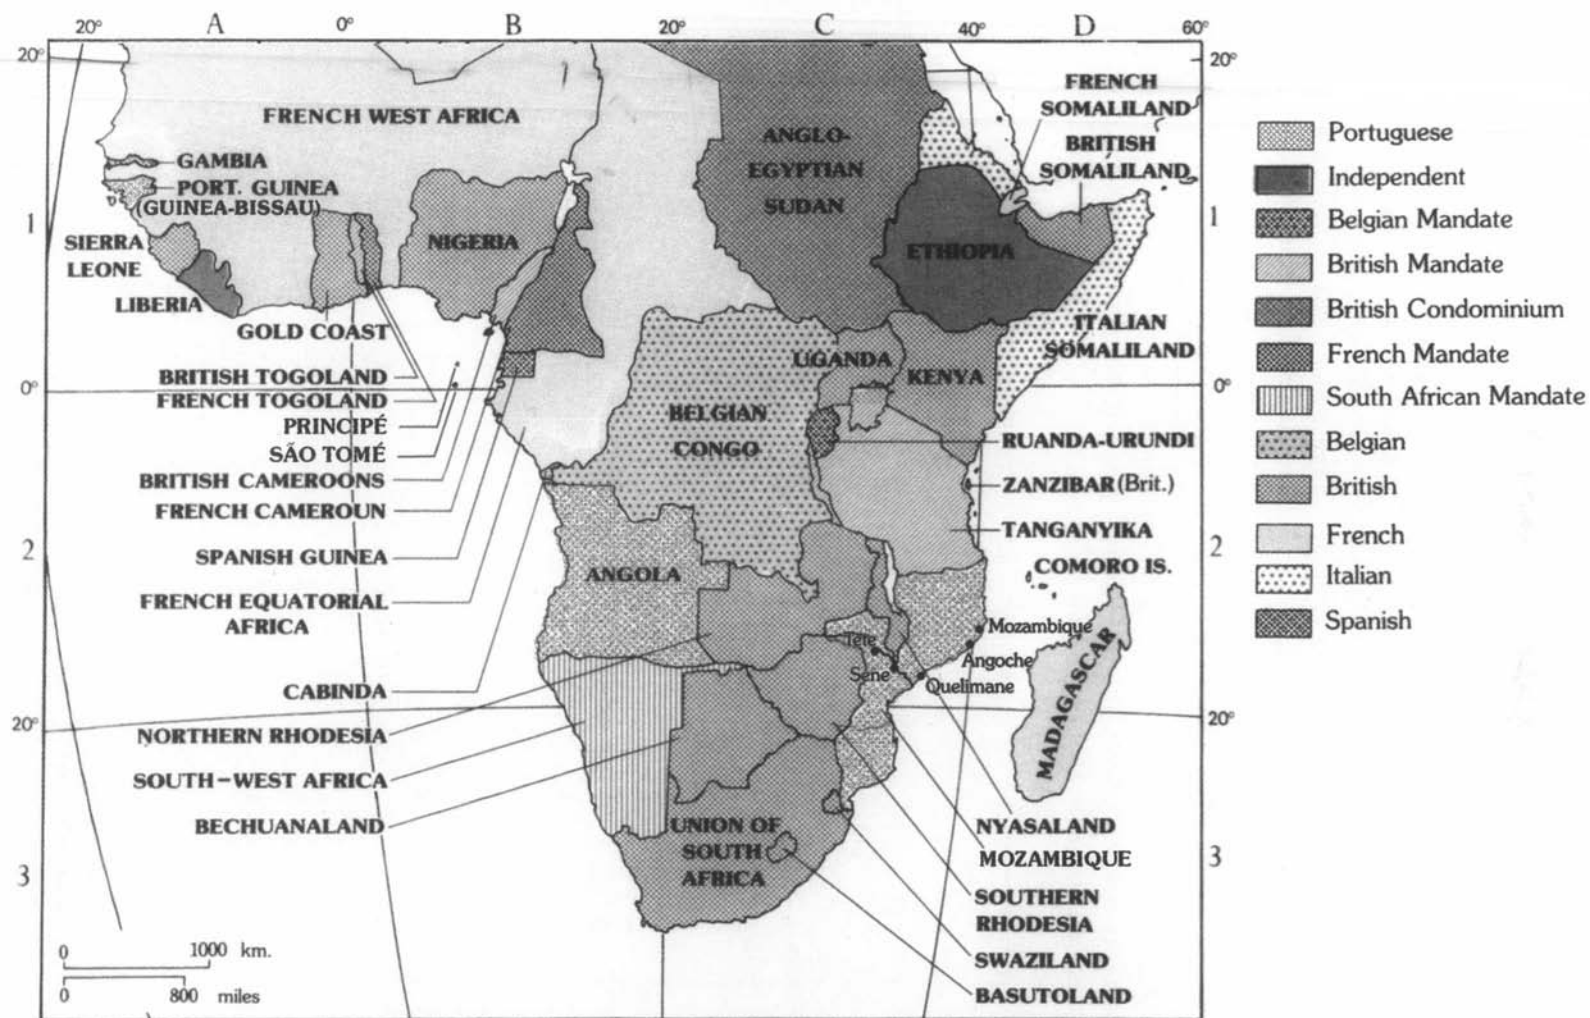 20° A 0° B 20° C 40° D 60°
20°
20°
FRENCH WEST AFRICA
ANGLO-
EGYPTIAN
SUDAN
FRENCH
SOMALILAND
BRITISH
SOMALILAND
GAMBIA
PORT. GUINEA
(GUINEA-BISSAU)
1
1
SIERRA
LEONE
NIGERIA
ETHIOPIA
LIBERIA
GOLD COAST
ITALIAN
SOMALILAND
UGANDA
KENYA
BRITISH TOGOLAND
0°
0°
FRENCH TOGOLAND
PRINCIPÉ
SÃO TOMÉ
BELGIAN
CONGO
RUANDA-URUNDI
BRITISH CAMEROONS
ZANZIBAR (Brit.)
FRENCH CAMEROUN
TANGANYIKA
2
2
SPANISH GUINEA
ANGOLA
COMORO IS.
FRENCH EQUATORIAL
AFRICA
Tete
Sene
Mozambique
Angoche
Quelimane
MADAGASCAR
CABINDA
20°
20°
NORTHERN RHODESIA
SOUTH-WEST AFRICA
BECHUANALAND
UNION OF
SOUTH
AFRICA
NYASALAND
MOZAMBIQUE
3
3
SOUTHERN
RHODESIA
SWAZILAND
BASUTOLAND
0 1000 km.
0 800 miles
Portuguese
Independent
Belgian Mandate
British Mandate
British Condominium
French Mandate
South African Mandate
Belgian
British
French
Italian
Spanish